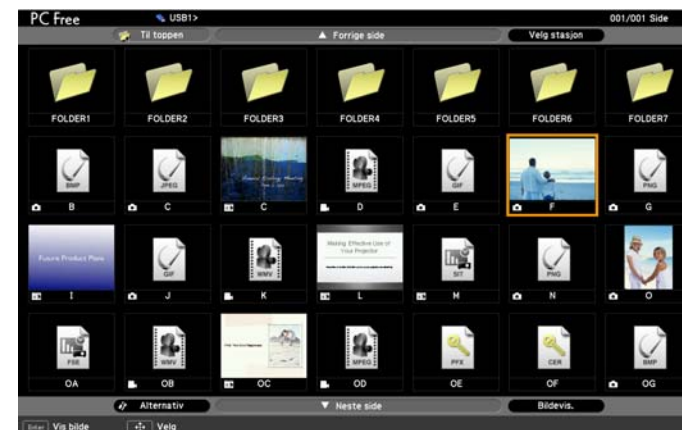 PC Free USB1> 001/001 Side
Til toppen ▲ Forrige side Velg stasjon
FOLDER1 FOLDER2 FOLDER3 FOLDER4 FOLDER5 FOLDER6 FOLDER7
BMP JPEG MPEG GIF PNG
B C C D E F G
Future Product Plans GIF WMV Making Effective Use of Your Projector SIT PNG
I J K L M N O
FSE WMV MPEG PFX CER BMP
OA OB OC OD OE OF OG
Alternativ ▼ Neste side Bildevis.
Enter Vis bilde Velg